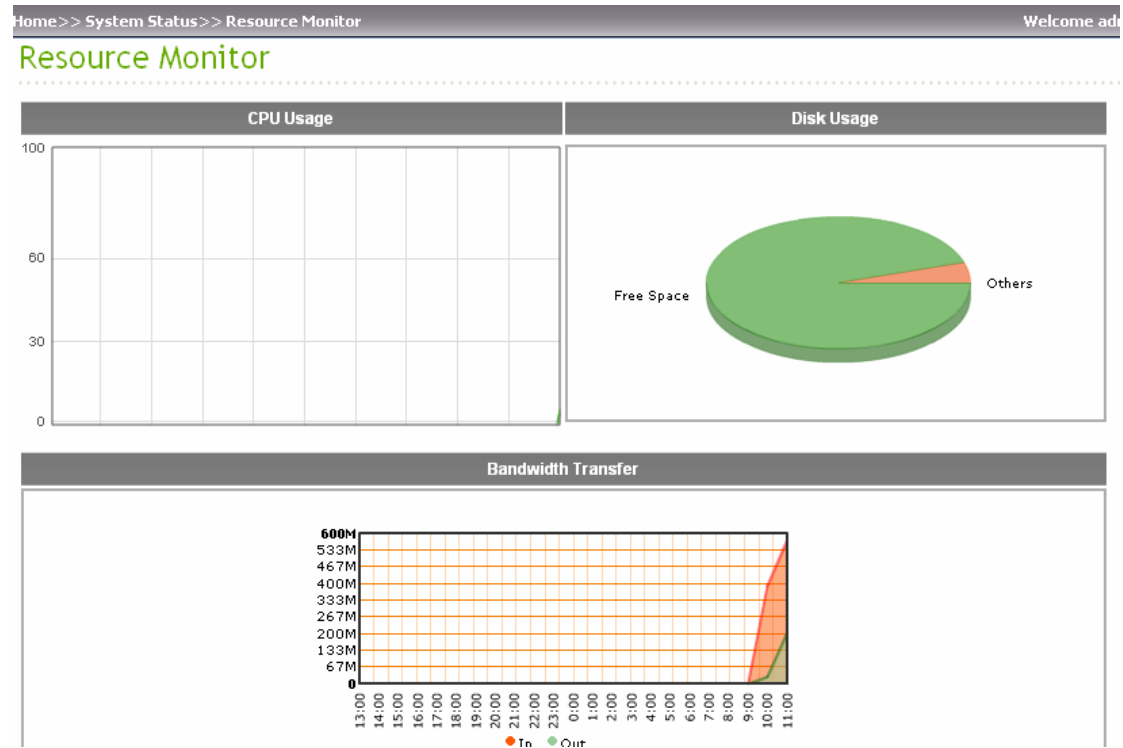 Home>> System Status>> Resource Monitor
Welcome adm
Resource Monitor
CPU Usage
Disk Usage
100
60
30
0
Free Space
Others
Bandwidth Transfer
600M
533M
467M
400M
333M
267M
200M
133M
67M
0
13:00
14:00
15:00
16:00
17:00
18:00
19:00
20:00
21:00
22:00
23:00
0:00
1:00
2:00
3:00
4:00
5:00
6:00
7:00
8:00
9:00
10:00
11:00
In
Out